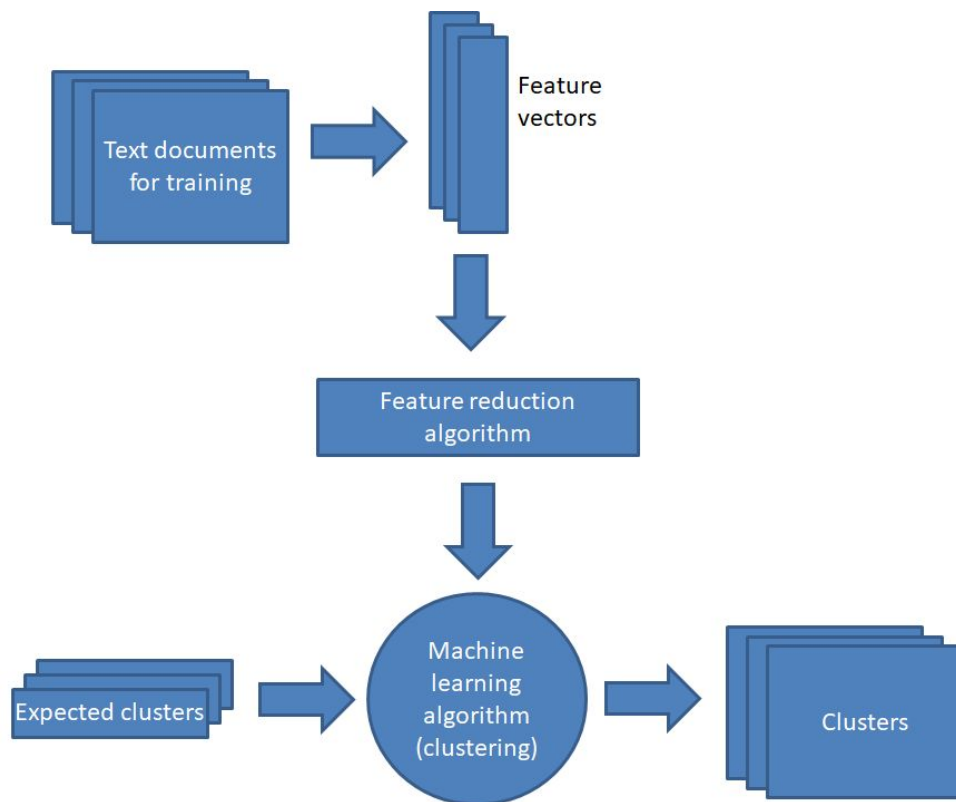 Feature
vectors
Text documents
for training
Feature reduction
algorithm
Machine
learning
algorithm
(clustering)
Expected clusters
Clusters